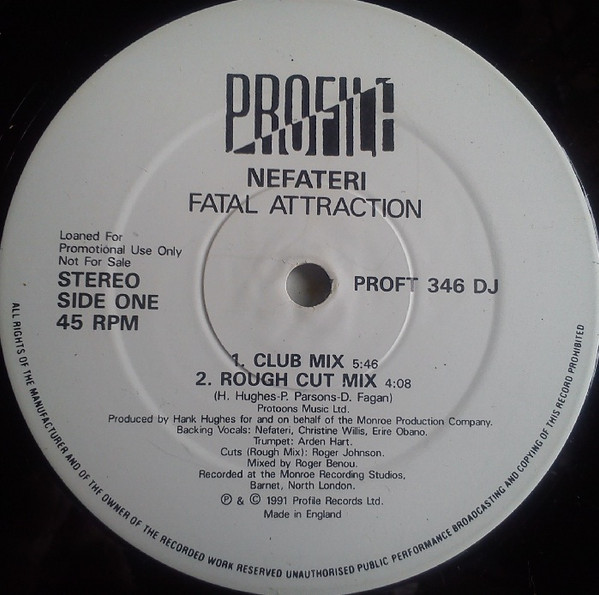 PROFILE
NEFATERI
FATAL ATTRACTION
Loaned For
Promotional Use Only
Not For Sale
STEREO
SIDE ONE
45 RPM
PROFT 346 DJ
1. CLUB MIX 5:46
2. ROUGH CUT MIX 4:08
(H. Hughes-P. Parsons-D. Fagan)
Protoons Music Ltd.
Produced by Hank Hughes for and on behalf of the Monroe Production Company.
Backing Vocals: Nefateri, Christine Willis, Erire Obano.
Trumpet: Arden Hart.
Cuts (Rough Mix): Roger Johnson.
Mixed by Roger Benou.
Recorded at the Monroe Recording Studios,
Barnet, North London.
℗ & © 1991 Profile Records Ltd.
Made in England
ALL RIGHTS OF THE MANUFACTURER AND OF THE OWNER OF THE RECORDED WORK RESERVED UNAUTHORISED PUBLIC PERFORMANCE BROADCASTING AND COPYING OF THIS RECORD PROHIBITED